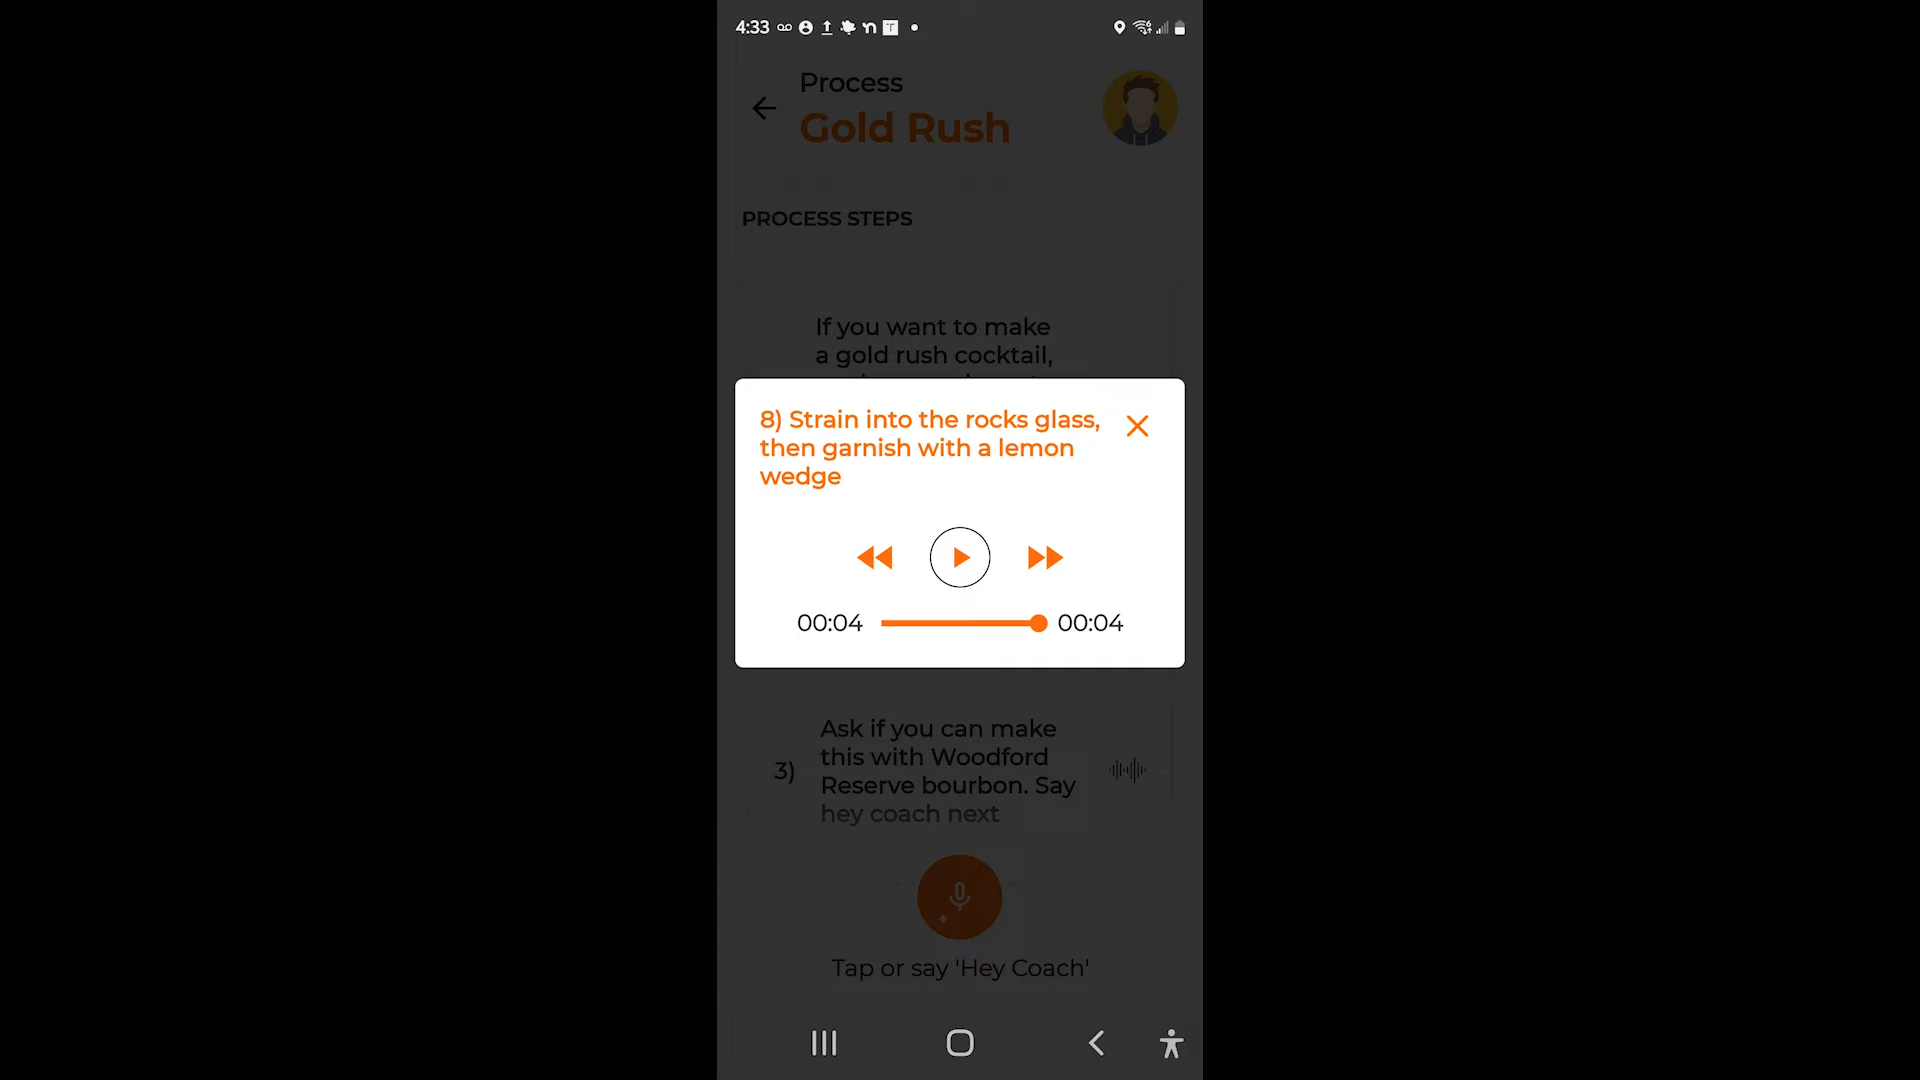 4:33
Process
Gold Rush
PROCESS STEPS
If you want to make
a gold rush cocktail,
8) Strain into the rocks glass,
then garnish with a lemon
wedge
00:04
00:04
3)
Ask if you can make
this with Woodford
Reserve bourbon. Say
hey coach next
Tap or say 'Hey Coach'